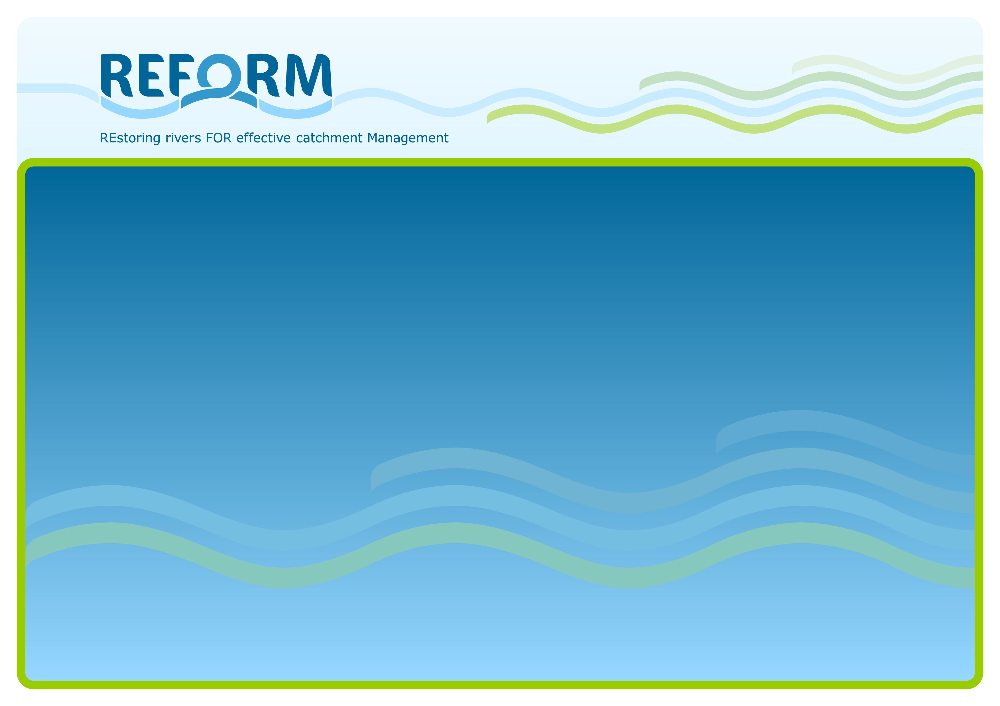 REFORM
REstoring rivers FOR effective catchment Management